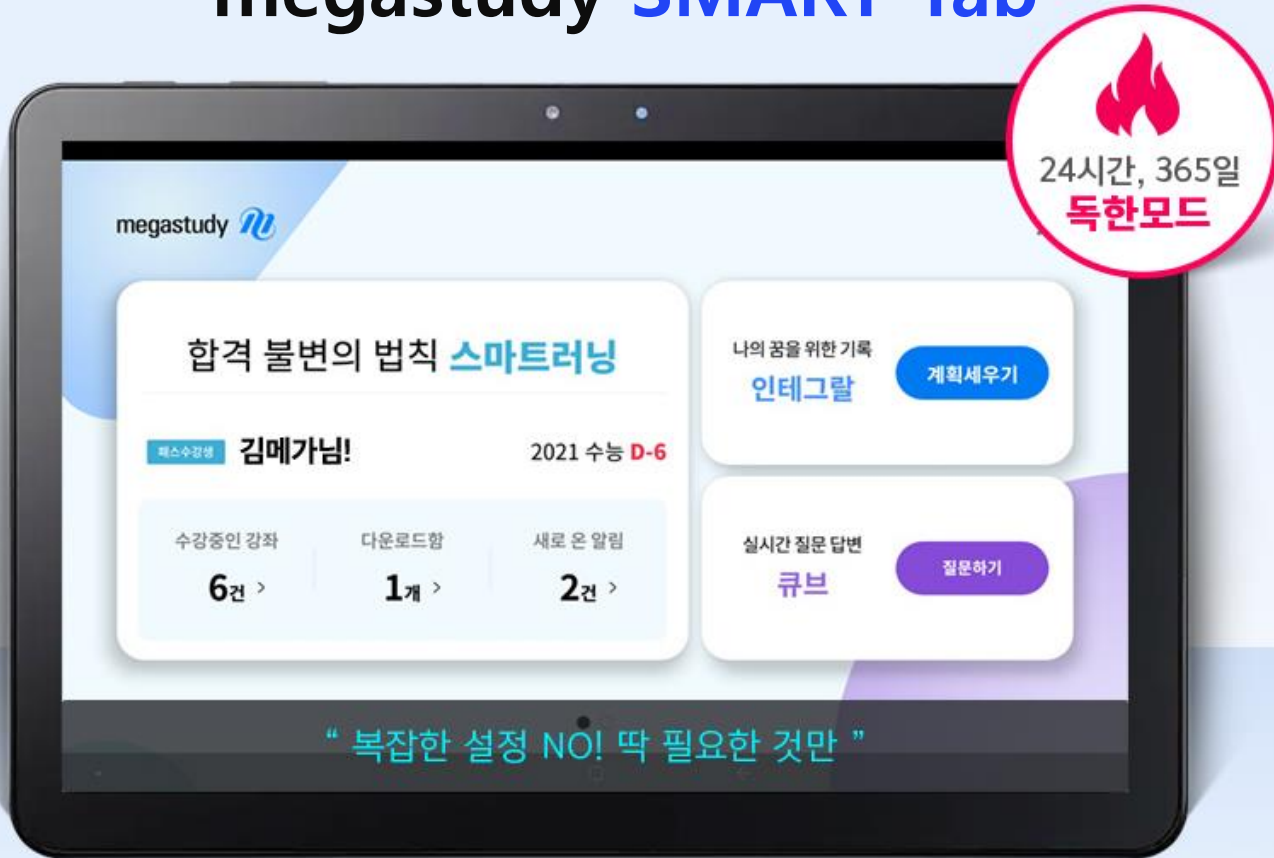 megastudy SMART Tab
24시간, 365일
독한모드
megastudy
합격 불변의 법칙 스마트러닝
패스수강생 김메가님!
2021 수능 D-6
수강중인 강좌
6건 >
다운로드함
1개 >
새로 온 알림
2건 >
나의 꿈을 위한 기록
인테그랄
계획세우기
실시간 질문 답변
큐브
질문하기
“ 복잡한 설정 NO! 딱 필요한 것만 ”